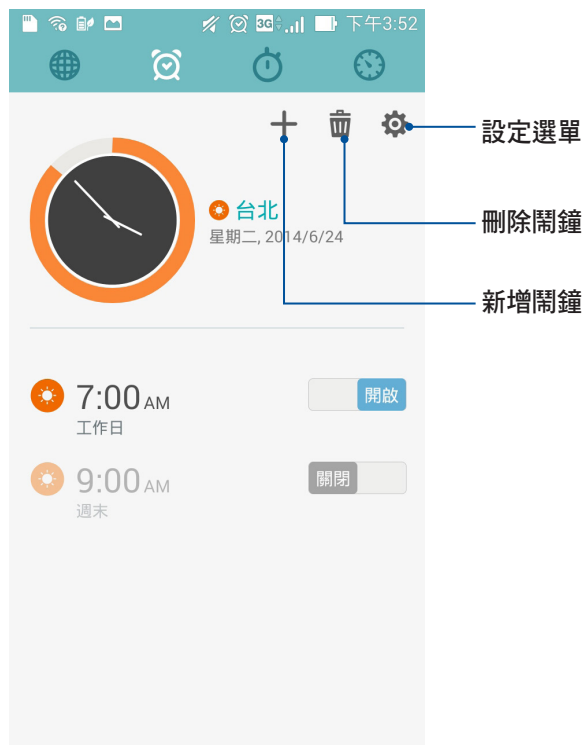 3G 下午3:52
設定選單
台北
星期二, 2014/6/24
刪除鬧鐘
新增鬧鐘
7:00 AM
開啟
工作日
9:00 AM
關閉
週末